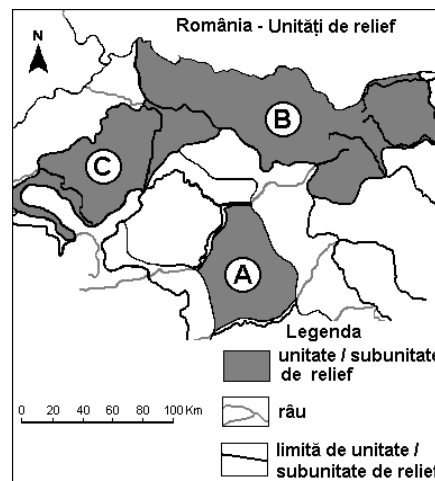 România - Unităţi de relief
N
B
C
A
Legenda
unitate / subunitate
de relief
0 20 40 60 80 100 Km
râu
limită de unitate /
subunitate de relief